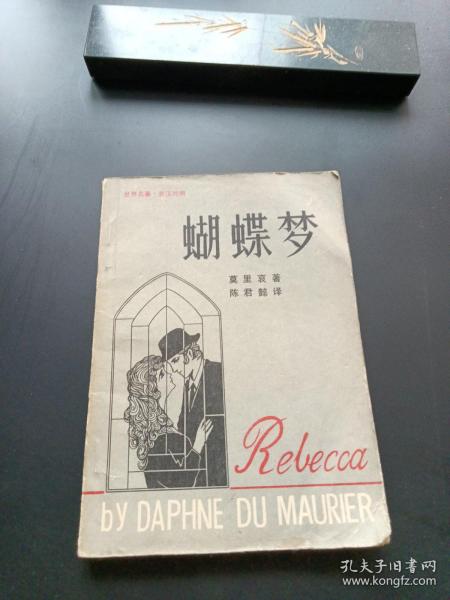 世界名著·英汉对照
蝴蝶梦
莫里哀著
陈君懿译
Rebecca
by DAPHNE DU MAURIER
孔夫子旧书网
www.kongfz.com